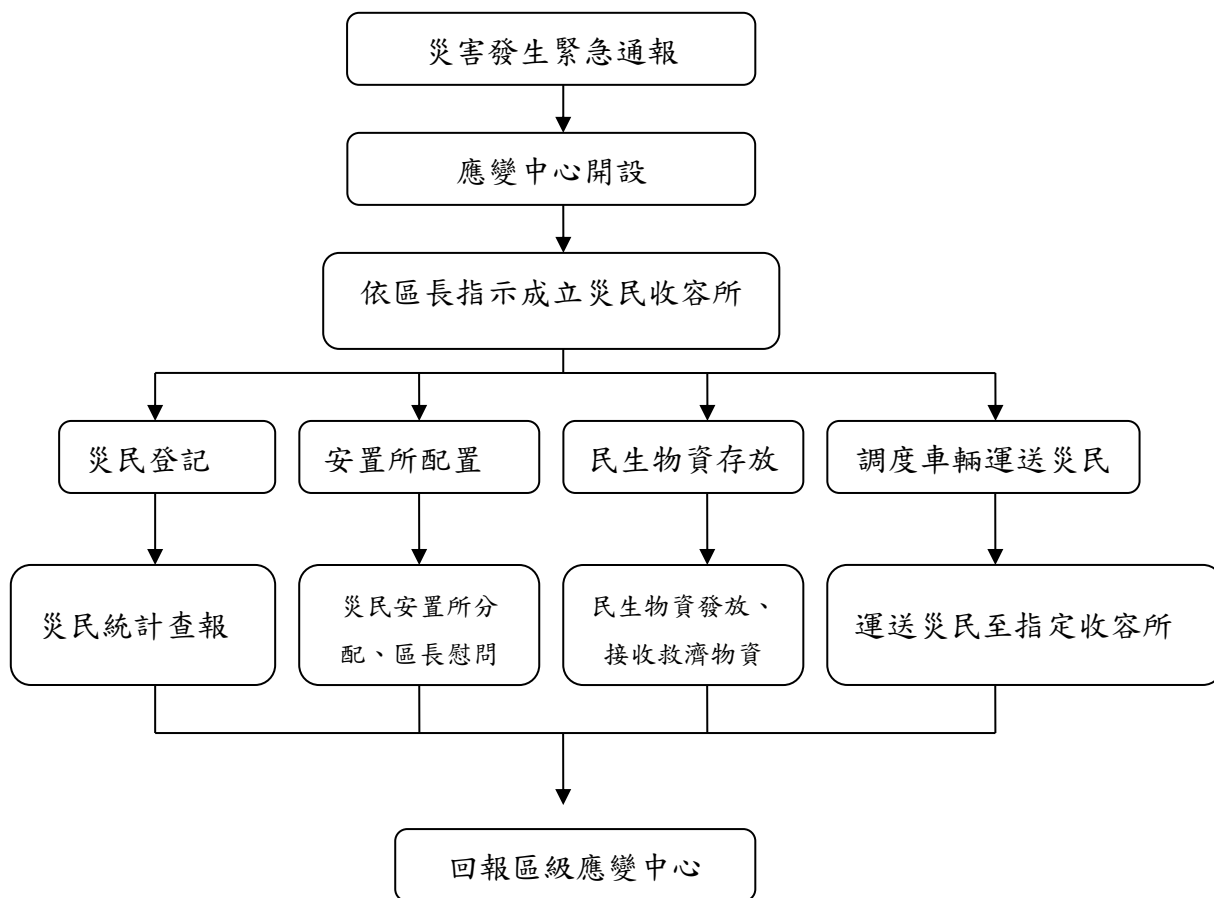 災害發生緊急通報
應變中心開設
依區長指示成立災民收容所
災民登記
安置所配置
民生物資存放
調度車輛運送災民
災民統計查報
災民安置所分
配、區長慰問
民生物資發放、
接收救濟物資
運送災民至指定收容所
回報區級應變中心